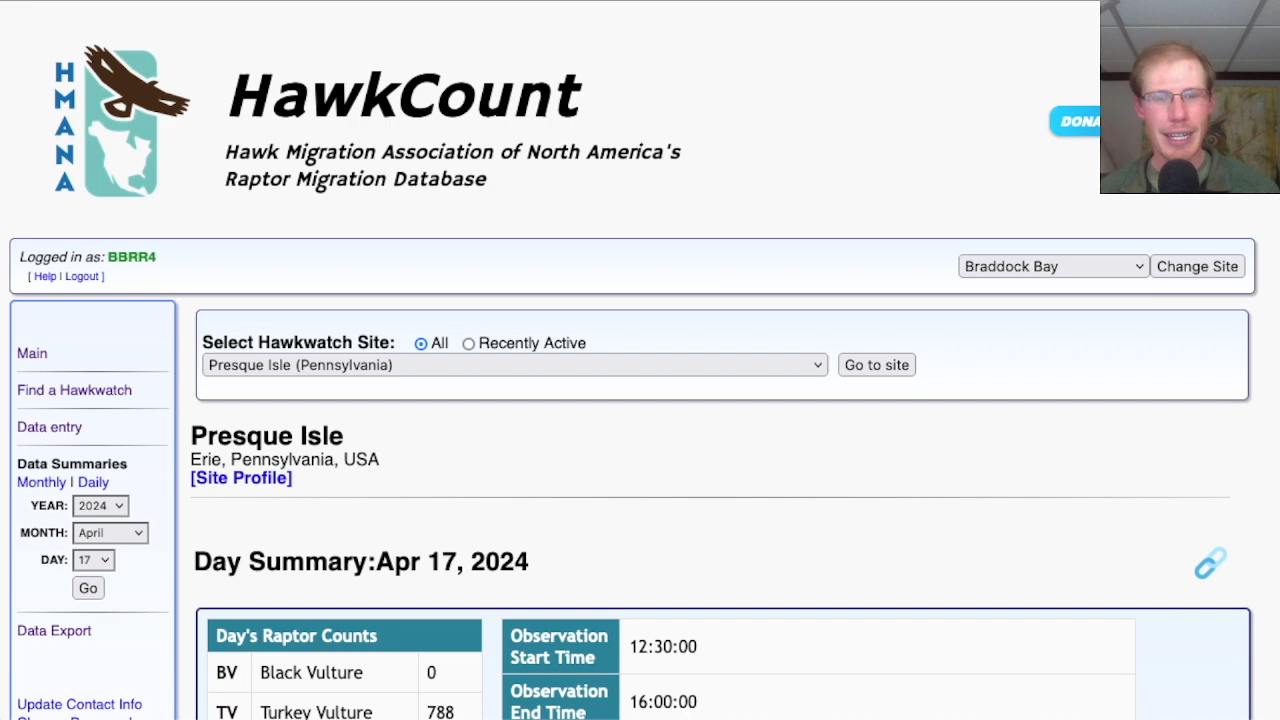 HMANA
HawkCount
Hawk Migration Association of North America's
Raptor Migration Database
DONA
Logged in as: BBRR4
[ Help | Logout ]
Braddock Bay
Change Site
Main
Find a Hawkwatch
Data entry
Data Summaries
Monthly | Daily
YEAR: 2024
MONTH: April
DAY: 17
Go
Data Export
Update Contact Info
Select Hawkwatch Site: All Recently Active
Presque Isle (Pennsylvania)
Go to site
Presque Isle
Erie, Pennsylvania, USA
[Site Profile]
Day Summary:Apr 17, 2024
Day's Raptor Counts
BV Black Vulture 0
TV Turkey Vulture 788
Observation
Start Time
12:30:00
Observation
End Time
16:00:00